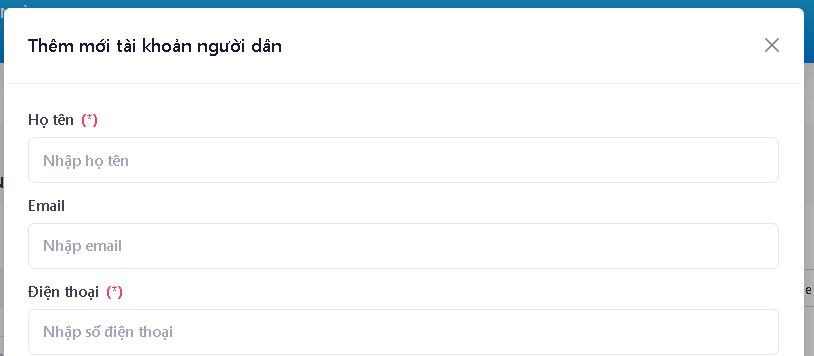 Thêm mới tài khoản người dân
Họ tên (*)
Nhập họ tên
Email
Nhập email
Điện thoại (*)
Nhập số điện thoại